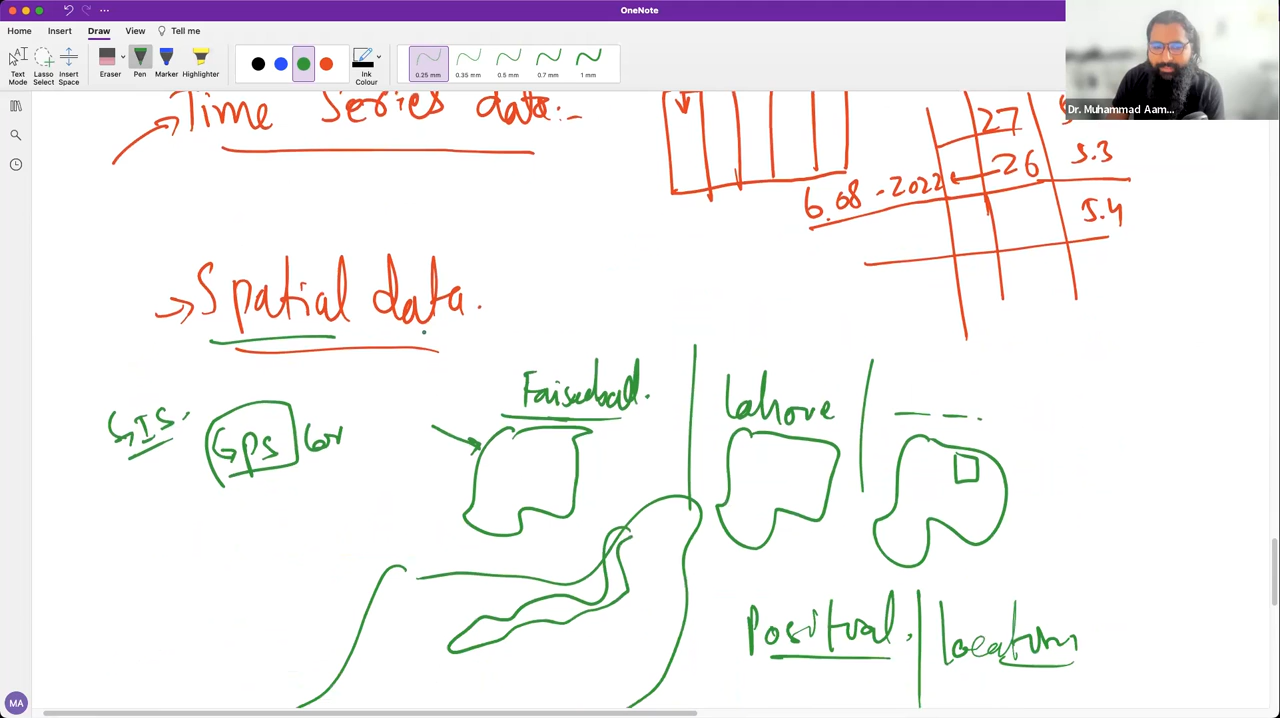 OneNote
Home Insert Draw View Tell me
Text Mode
Lasso Select
Insert Space
Eraser
Pen
Marker
Highlighter
Ink Colour
0.25 mm
0.35 mm
0.5 mm
0.7 mm
1 mm
Dr. Muhammad Aam...
Time Series data:-
27
26 5.3
6.08-2022
5.4
Spatial data.
Faisabad. Lahore
GIS. GPS
Positional. location
MA